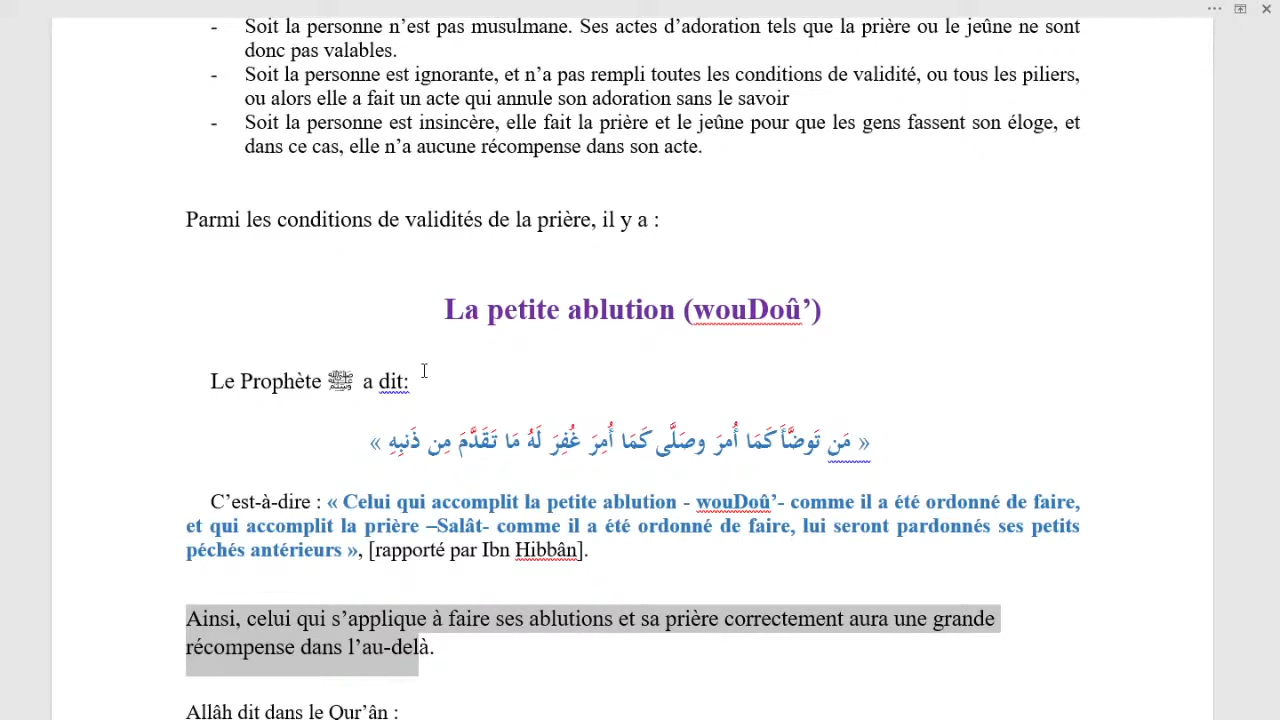 - Soit la personne n’est pas musulmane. Ses actes d’adoration tels que la prière ou le jeûne ne sont
donc pas valables.
- Soit la personne est ignorante, et n’a pas rempli toutes les conditions de validité, ou tous les piliers,
ou alors elle a fait un acte qui annule son adoration sans le savoir
- Soit la personne est insincère, elle fait la prière et le jeûne pour que les gens fassent son éloge, et
dans ce cas, elle n’a aucune récompense dans son acte.
Parmi les conditions de validités de la prière, il y a :
La petite ablution (wouDoû’)
Le Prophète ﷺ a dit:
« مَن تَوضَّأَ كَمَا أُمرَ وصَلَّى كَمَا أُمِرَ غُفِرَ لَهُ مَا تَقَدَّمَ مِن ذَنبِهِ »
C’est-à-dire : « Celui qui accomplit la petite ablution - wouDoû’- comme il a été ordonné de faire,
et qui accomplit la prière –Salât- comme il a été ordonné de faire, lui seront pardonnés ses petits
péchés antérieurs », [rapporté par Ibn Hibbân].
Ainsi, celui qui s’applique à faire ses ablutions et sa prière correctement aura une grande
récompense dans l’au-delà.
Allâh dit dans le Qur’ân :